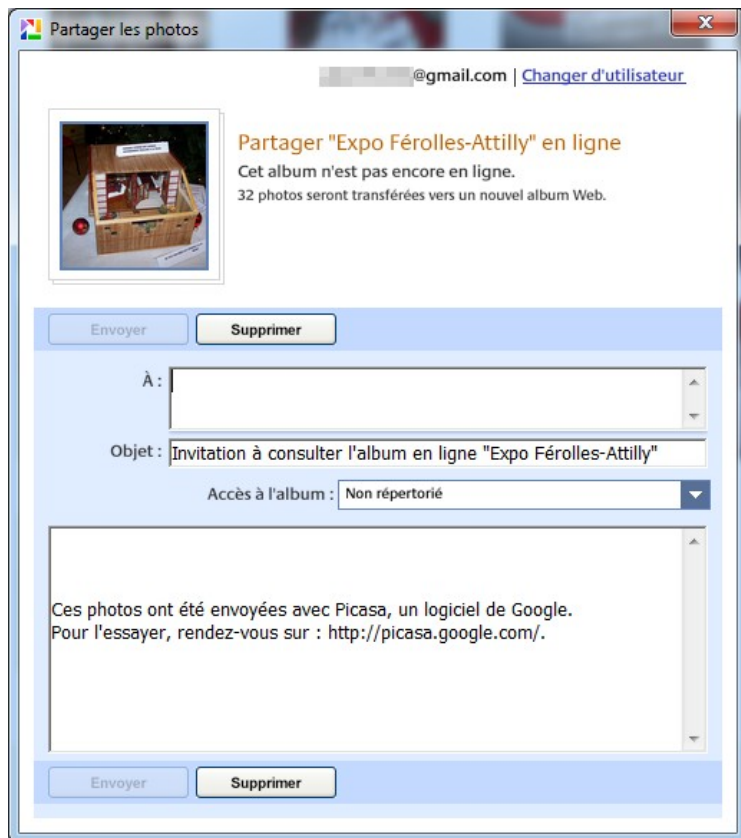 Partager les photos
@gmail.com | Changer d'utilisateur
Partager "Expo Férolles-Attilly" en ligne
Cet album n'est pas encore en ligne.
32 photos seront transférées vers un nouvel album Web.
Envoyer Supprimer
À :
Objet : Invitation à consulter l'album en ligne "Expo Férolles-Attilly"
Accès à l'album : Non répertorié
Ces photos ont été envoyées avec Picasa, un logiciel de Google.
Pour l'essayer, rendez-vous sur : http://picasa.google.com/.
Envoyer Supprimer